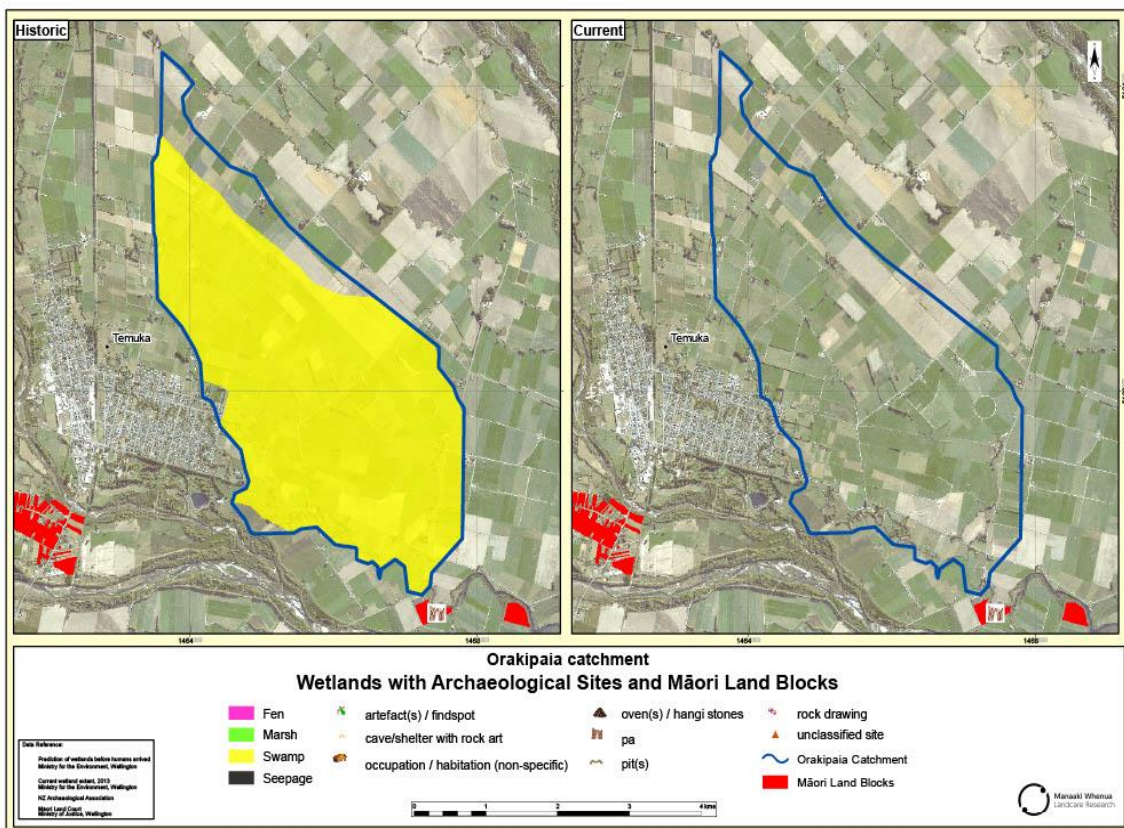 Historic
Temuka
1464000
1468000
Current
Temuka
1464000
1468000
Orakipaia catchment
Wetlands with Archaeological Sites and Māori Land Blocks
Fen
Marsh
Swamp
Seepage
artefact(s) / findspot
cave/shelter with rock art
occupation / habitation (non-specific)
oven(s) / hangi stones
pa
pit(s)
rock drawing
unclassified site
Orakipaia Catchment
Māori Land Blocks
Data Reference:
Prediction of wetlands before humans arrived
Ministry for the Environment, Wellington
Current wetland extent, 2013
Ministry for the Environment, Wellington
NZ Archaeological Association
Māori Land Court
Ministry of Justice, Wellington
0 1 2 3 4 kms
Manaaki Whenua
Landcare Research